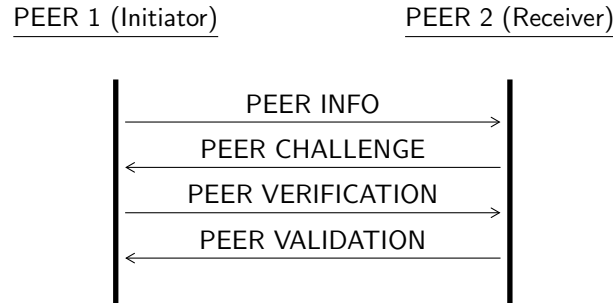 PEER 1 (Initiator)
PEER 2 (Receiver)
PEER INFO
PEER CHALLENGE
PEER VERIFICATION
PEER VALIDATION